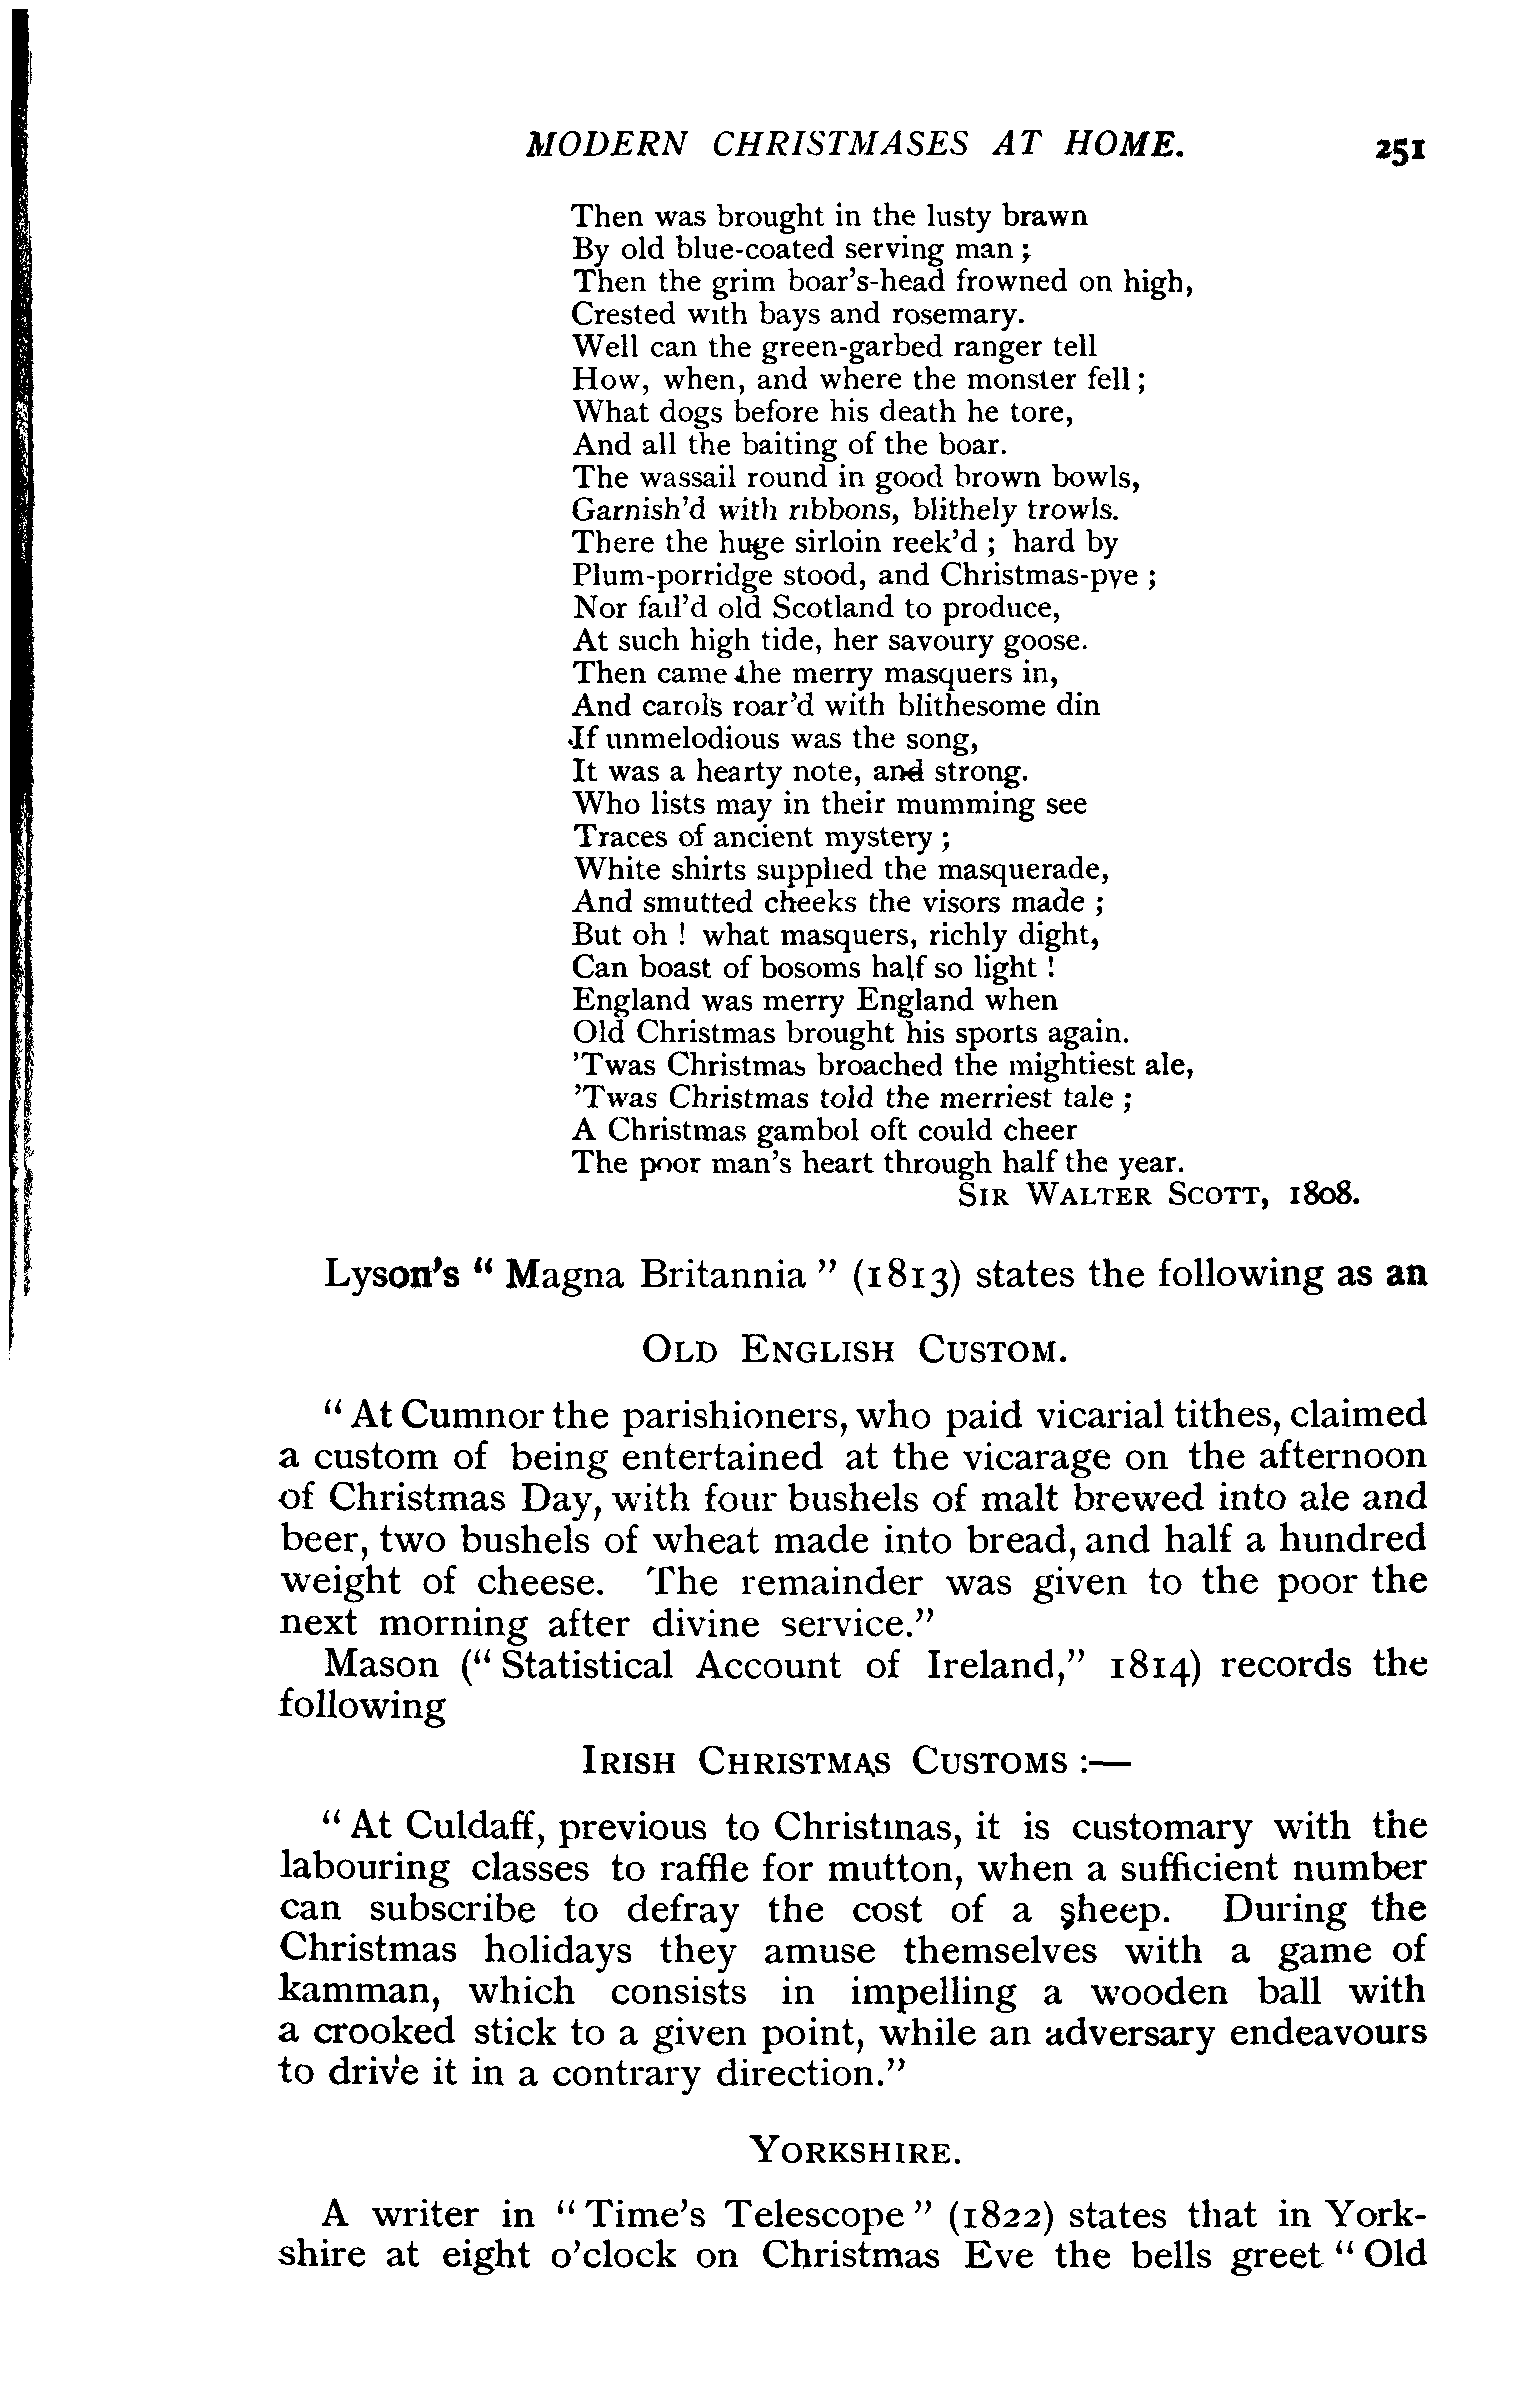 MODERN CHRISTMASES AT HOME. 251
Then was brought in the lusty brawn
By old blue-coated serving man ;
Then the grim boar's-head frowned on high,
Crested with bays and rosemary.
Well can the green-garbed ranger tell
How, when, and where the monster fell ;
What dogs before his death he tore,
And all the baiting of the boar.
The wassail round in good brown bowls,
Garnish'd with ribbons, blithely trowls.
There the huge sirloin reek'd ; hard by
Plum-porridge stood, and Christmas-pye ;
Nor fail'd old Scotland to produce,
At such high tide, her savoury goose.
Then came the merry masquers in,
And carols roar'd with blithesome din
If unmelodious was the song,
It was a hearty note, and strong.
Who lists may in their mumming see
Traces of ancient mystery ;
White shirts supplied the masquerade,
And smutted cheeks the visors made ;
But oh ! what masquers, richly dight,
Can boast of bosoms half so light !
England was merry England when
Old Christmas brought his sports again.
'Twas Christmas broached the mightiest ale,
'Twas Christmas told the merriest tale ;
A Christmas gambol oft could cheer
The poor man's heart through half the year.
SIR WALTER SCOTT, 1808.
Lyson's " Magna Britannia " (1813) states the following as an
OLD ENGLISH CUSTOM.
" At Cumnor the parishioners, who paid vicarial tithes, claimed
a custom of being entertained at the vicarage on the afternoon
of Christmas Day, with four bushels of malt brewed into ale and
beer, two bushels of wheat made into bread, and half a hundred
weight of cheese. The remainder was given to the poor the
next morning after divine service."
Mason (" Statistical Account of Ireland," 1814) records the
following
IRISH CHRISTMAS CUSTOMS :—
" At Culdaff, previous to Christmas, it is customary with the
labouring classes to raffle for mutton, when a sufficient number
can subscribe to defray the cost of a sheep. During the
Christmas holidays they amuse themselves with a game of
kamman, which consists in impelling a wooden ball with
a crooked stick to a given point, while an adversary endeavours
to drive it in a contrary direction."
YORKSHIRE.
A writer in " Time's Telescope " (1822) states that in York-
shire at eight o'clock on Christmas Eve the bells greet " Old